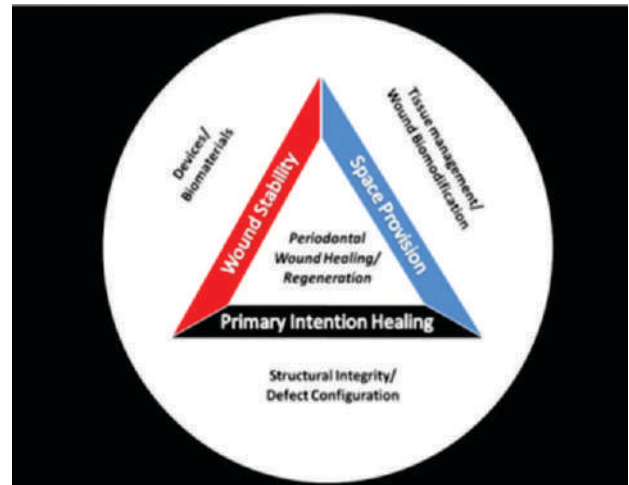 Devices/
Biomaterials
Tissue management/
Wound Biomodification
Wound Stability
Space Provision
Periodontal
Wound Healing/
Regeneration
Primary Intention Healing
Structural Integrity/
Defect Configuration